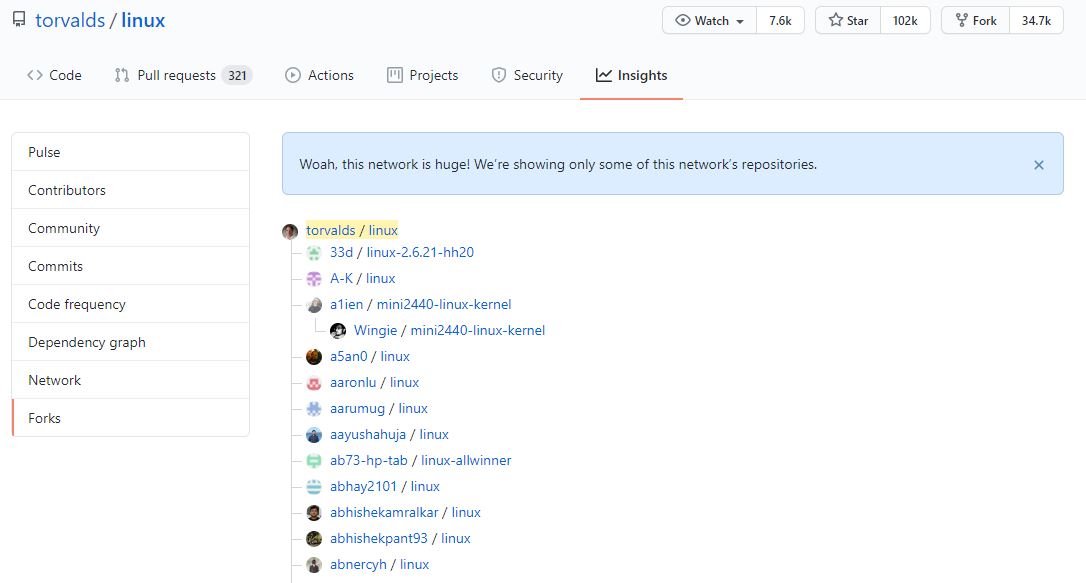 torvalds / linux
Watch 7.6k Star 102k Fork 34.7k
Code Pull requests 321 Actions Projects Security Insights
Pulse
Contributors
Community
Commits
Code frequency
Dependency graph
Network
Forks
Woah, this network is huge! We’re showing only some of this network’s repositories.
torvalds / linux
33d / linux-2.6.21-hh20
A-K / linux
a1ien / mini2440-linux-kernel
Wingie / mini2440-linux-kernel
a5an0 / linux
aaronlu / linux
aarumug / linux
aayushahuja / linux
ab73-hp-tab / linux-allwinner
abhay2101 / linux
abhishekamralkar / linux
abhishekpant93 / linux
abnercyh / linux